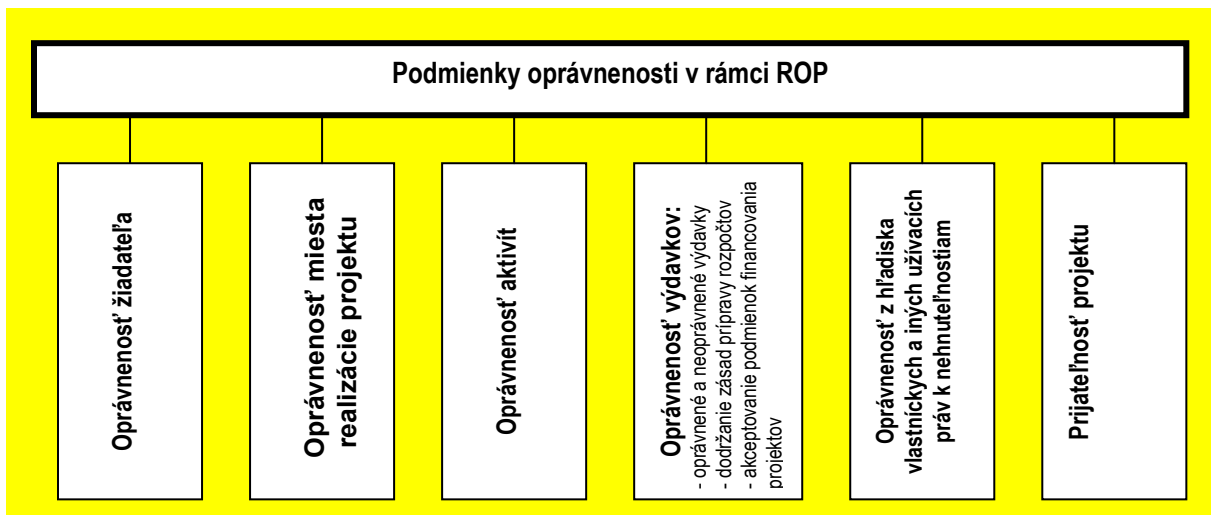 Podmienky oprávnenosti v rámci ROP
Oprávnenosť žiadateľa
Oprávnenosť miesta
realizácie projektu
Oprávnenosť aktivít
Oprávnenosť výdavkov:
- oprávnené a neoprávnené výdavky
- dodržanie zásad prípravy rozpočtov
- akceptovanie podmienok financovania
projektov
Oprávnenosť z hľadiska
vlastníckych a iných užívacích
práv k nehnuteľnostiam
Prijateľnosť projektu